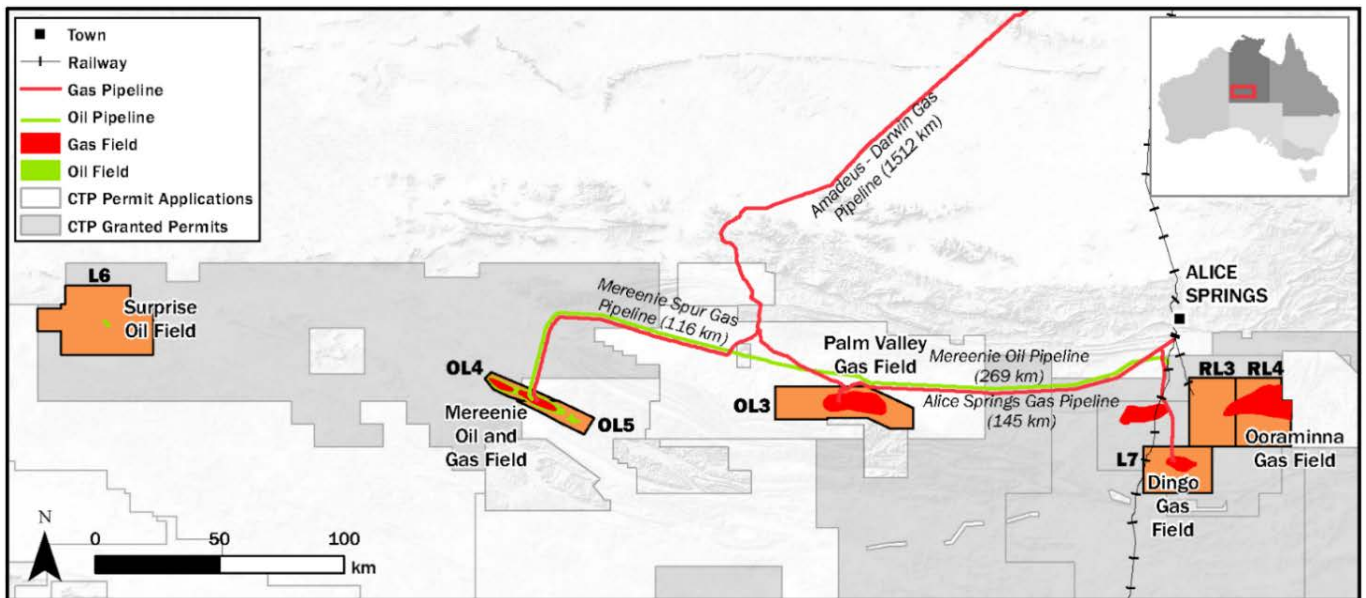 Town
Railway
Gas Pipeline
Oil Pipeline
Gas Field
Oil Field
CTP Permit Applications
CTP Granted Permits
Amadeus - Darwin Gas
Pipeline (1512 km)
L6
Surprise
Oil Field
Mereenie Spur Gas
Pipeline (116 km)
ALICE
SPRINGS
Palm Valley
Gas Field
Mereenie Oil Pipeline
(269 km)
OL4
Mereenie
Oil and
Gas Field
OL5
OL3
Alice Springs Gas Pipeline
(145 km)
RL3
RL4
Ooraminna
Gas Field
L7
Dingo
Gas
Field
N
0 50 100
km